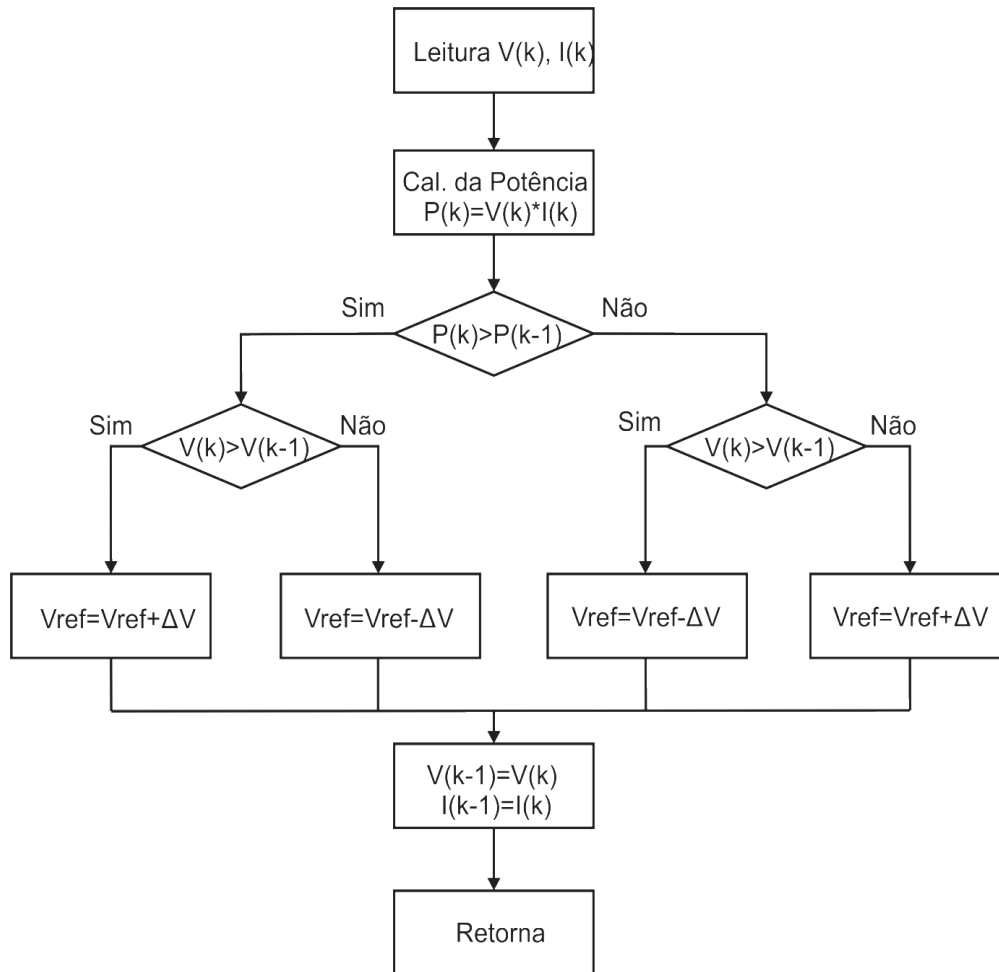 Leitura V(k), I(k)
Cal. da Potência
P(k)=V(k)*I(k)
Sim
Não
P(k)>P(k-1)
Sim
Não
Sim
Não
V(k)>V(k-1)
V(k)>V(k-1)
Vref=Vref+ΔV
Vref=Vref-ΔV
Vref=Vref-ΔV
Vref=Vref+ΔV
V(k-1)=V(k)
I(k-1)=I(k)
Retorna